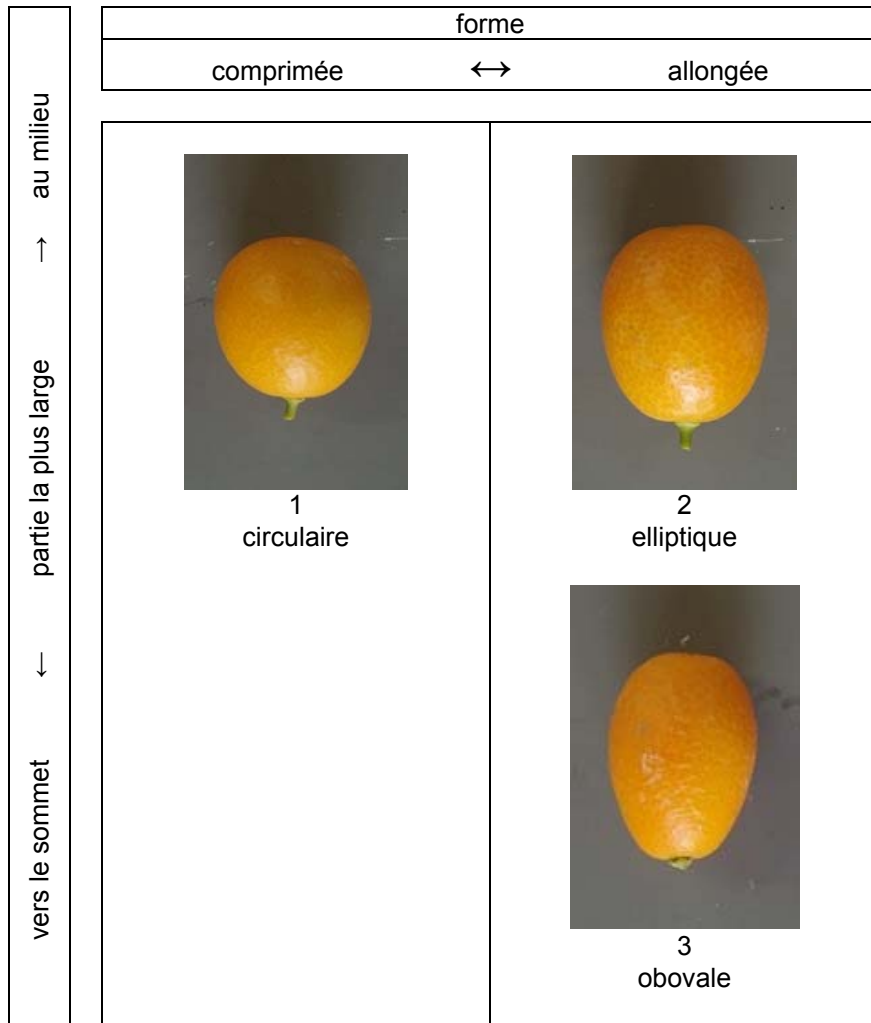 forme
comprimée ↔ allongée
au milieu → partie la plus large ← vers le sommet
1
circulaire
2
elliptique
3
obovale